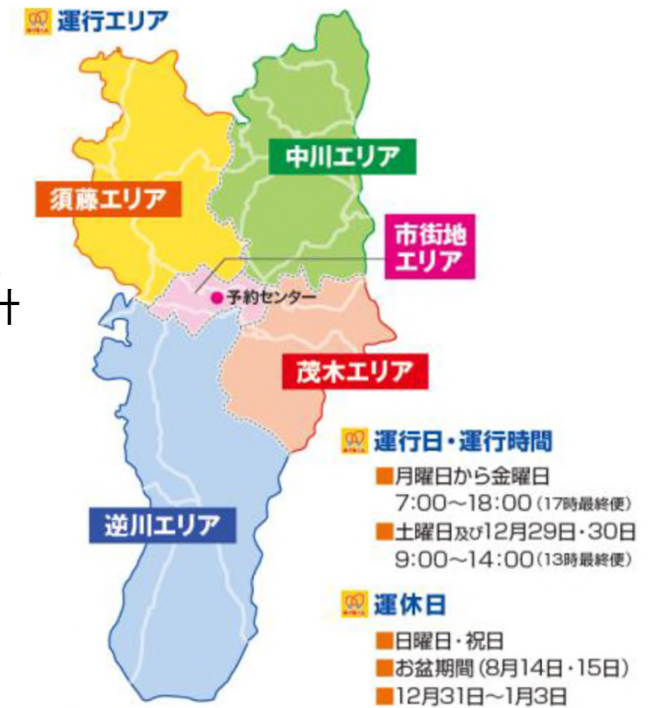 運行エリア
中川エリア
須藤エリア
市街地
エリア
計
予約センター
茂木エリア
運行日・運行時間
■月曜日から金曜日
7:00〜18:00(17時最終便)
■土曜日及び12月29日・30日
9:00〜14:00(13時最終便)
逆川エリア
運休日
■日曜日・祝日
■お盆期間(8月14日・15日)
■12月31日〜1月3日